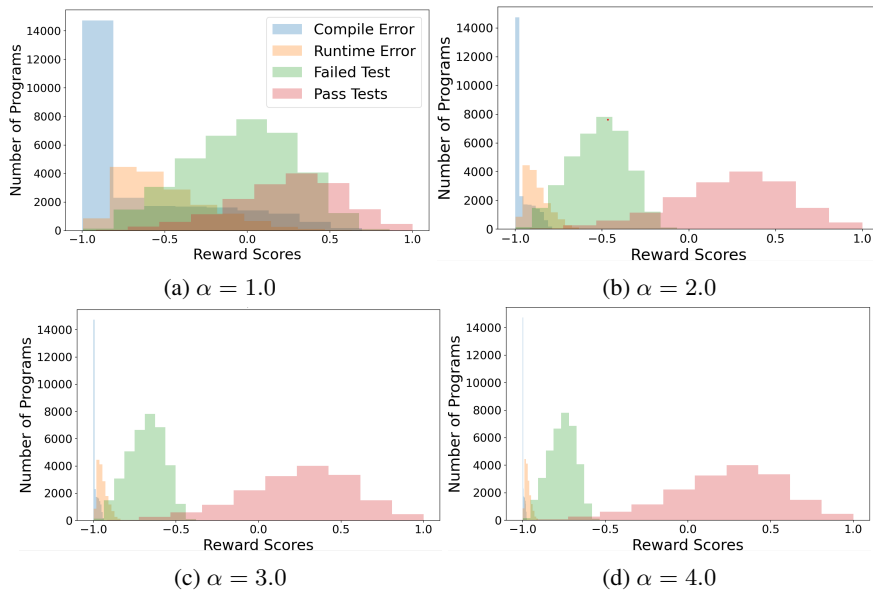 14000
12000
10000
8000
6000
4000
2000
0
Number of Programs
−1.0 −0.5 0.0 0.5 1.0
Reward Scores
Compile Error
Runtime Error
Failed Test
Pass Tests
(a) α = 1.0
14000
12000
10000
8000
6000
4000
2000
0
Number of Programs
−1.0 −0.5 0.0 0.5 1.0
Reward Scores
(b) α = 2.0
14000
12000
10000
8000
6000
4000
2000
0
Number of Programs
−1.0 −0.5 0.0 0.5 1.0
Reward Scores
(c) α = 3.0
14000
12000
10000
8000
6000
4000
2000
0
Number of Programs
−1.0 −0.5 0.0 0.5 1.0
Reward Scores
(d) α = 4.0